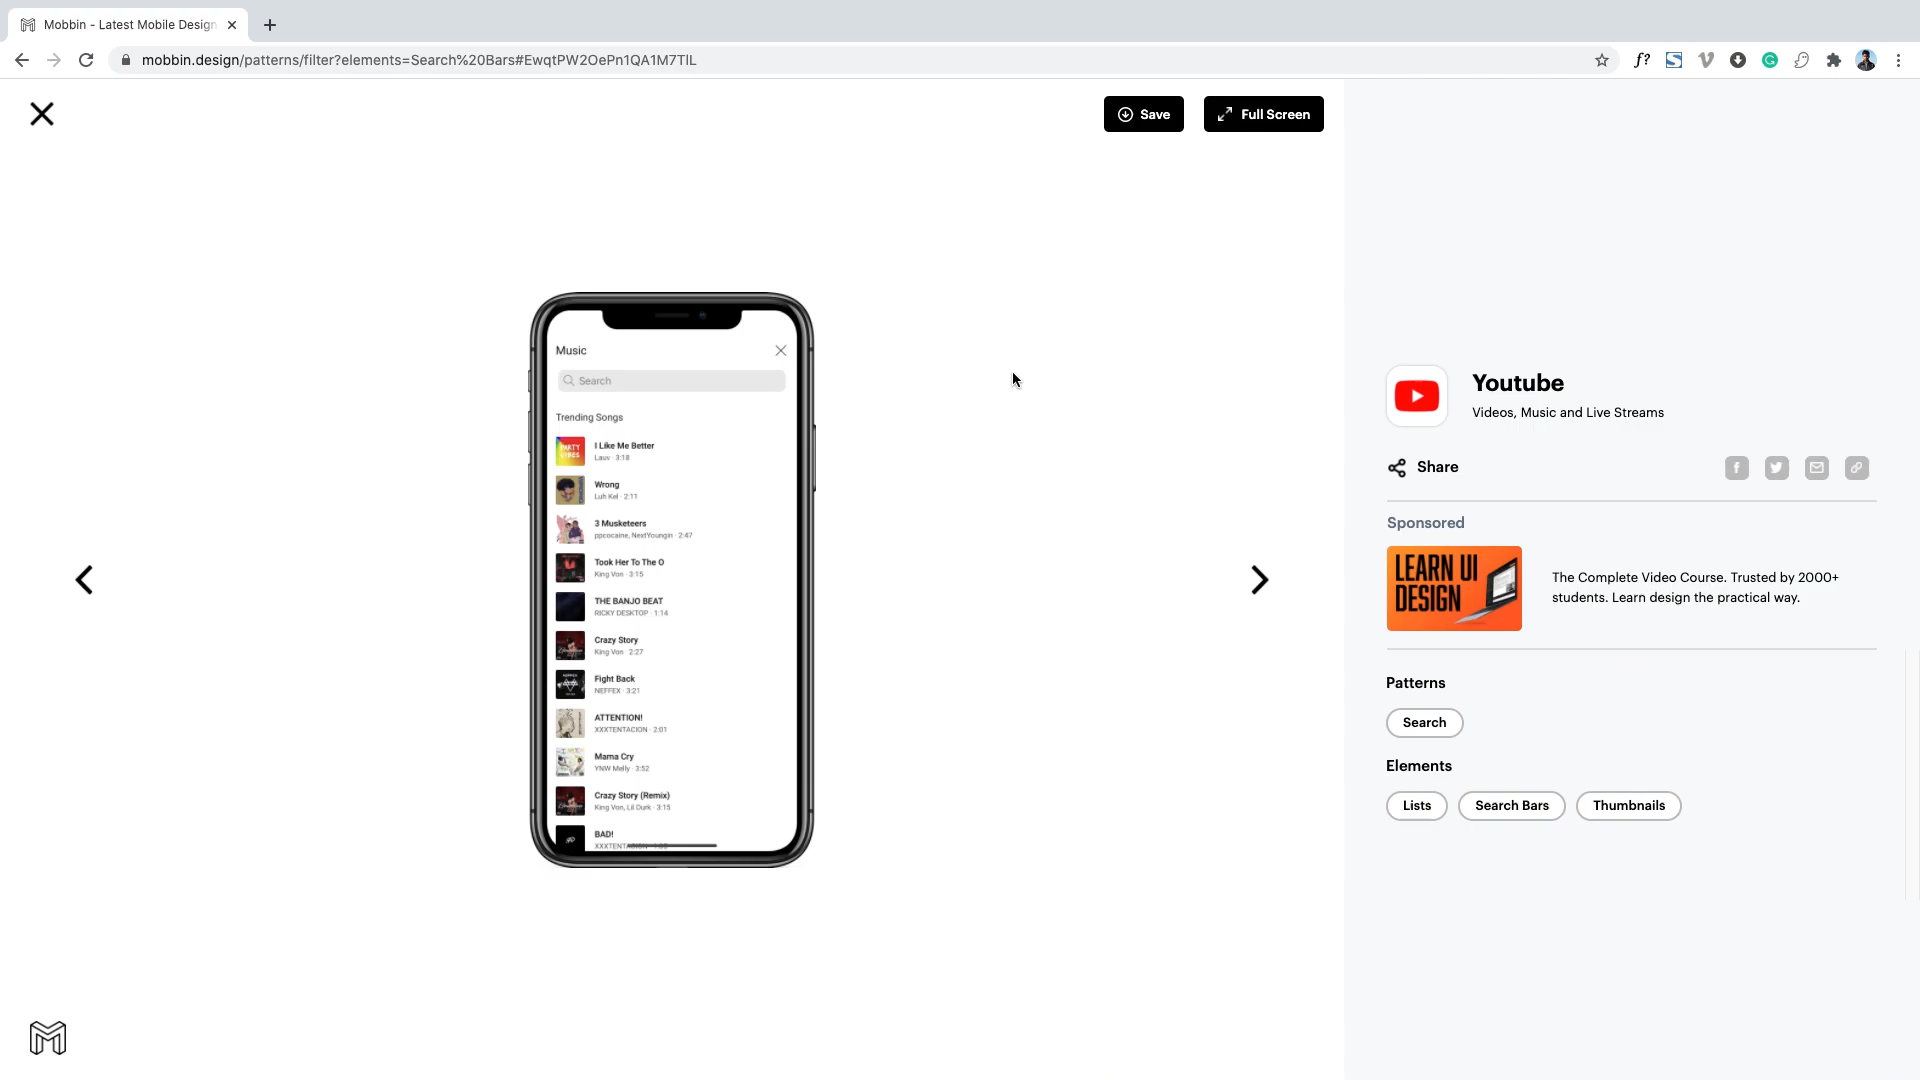 Mobbin - Latest Mobile Design
mobbin.design/patterns/filter?elements=Search%20Bars#EwqtPW2OePn1QA1M7TlL
f?
Save
Full Screen
Music
Search
Trending Songs
I Like Me Better
Lauv · 3:18
Wrong
Luh Kel · 2:11
3 Musketeers
ppcocaine, NextYoungin · 2:47
Took Her To The O
King Von · 3:15
THE BANJO BEAT
RICKY DESKTOP · 1:14
Crazy Story
King Von · 2:27
Fight Back
NEFFEX · 3:21
ATTENTION!
XXXTENTACION · 2:01
Mama Cry
YNW Melly · 3:52
Crazy Story (Remix)
King Von, Lil Durk · 3:15
BAD!
Youtube
Videos, Music and Live Streams
Share
Sponsored
LEARN UI
DESIGN
The Complete Video Course. Trusted by 2000+
students. Learn design the practical way.
Patterns
Search
Elements
Lists
Search Bars
Thumbnails